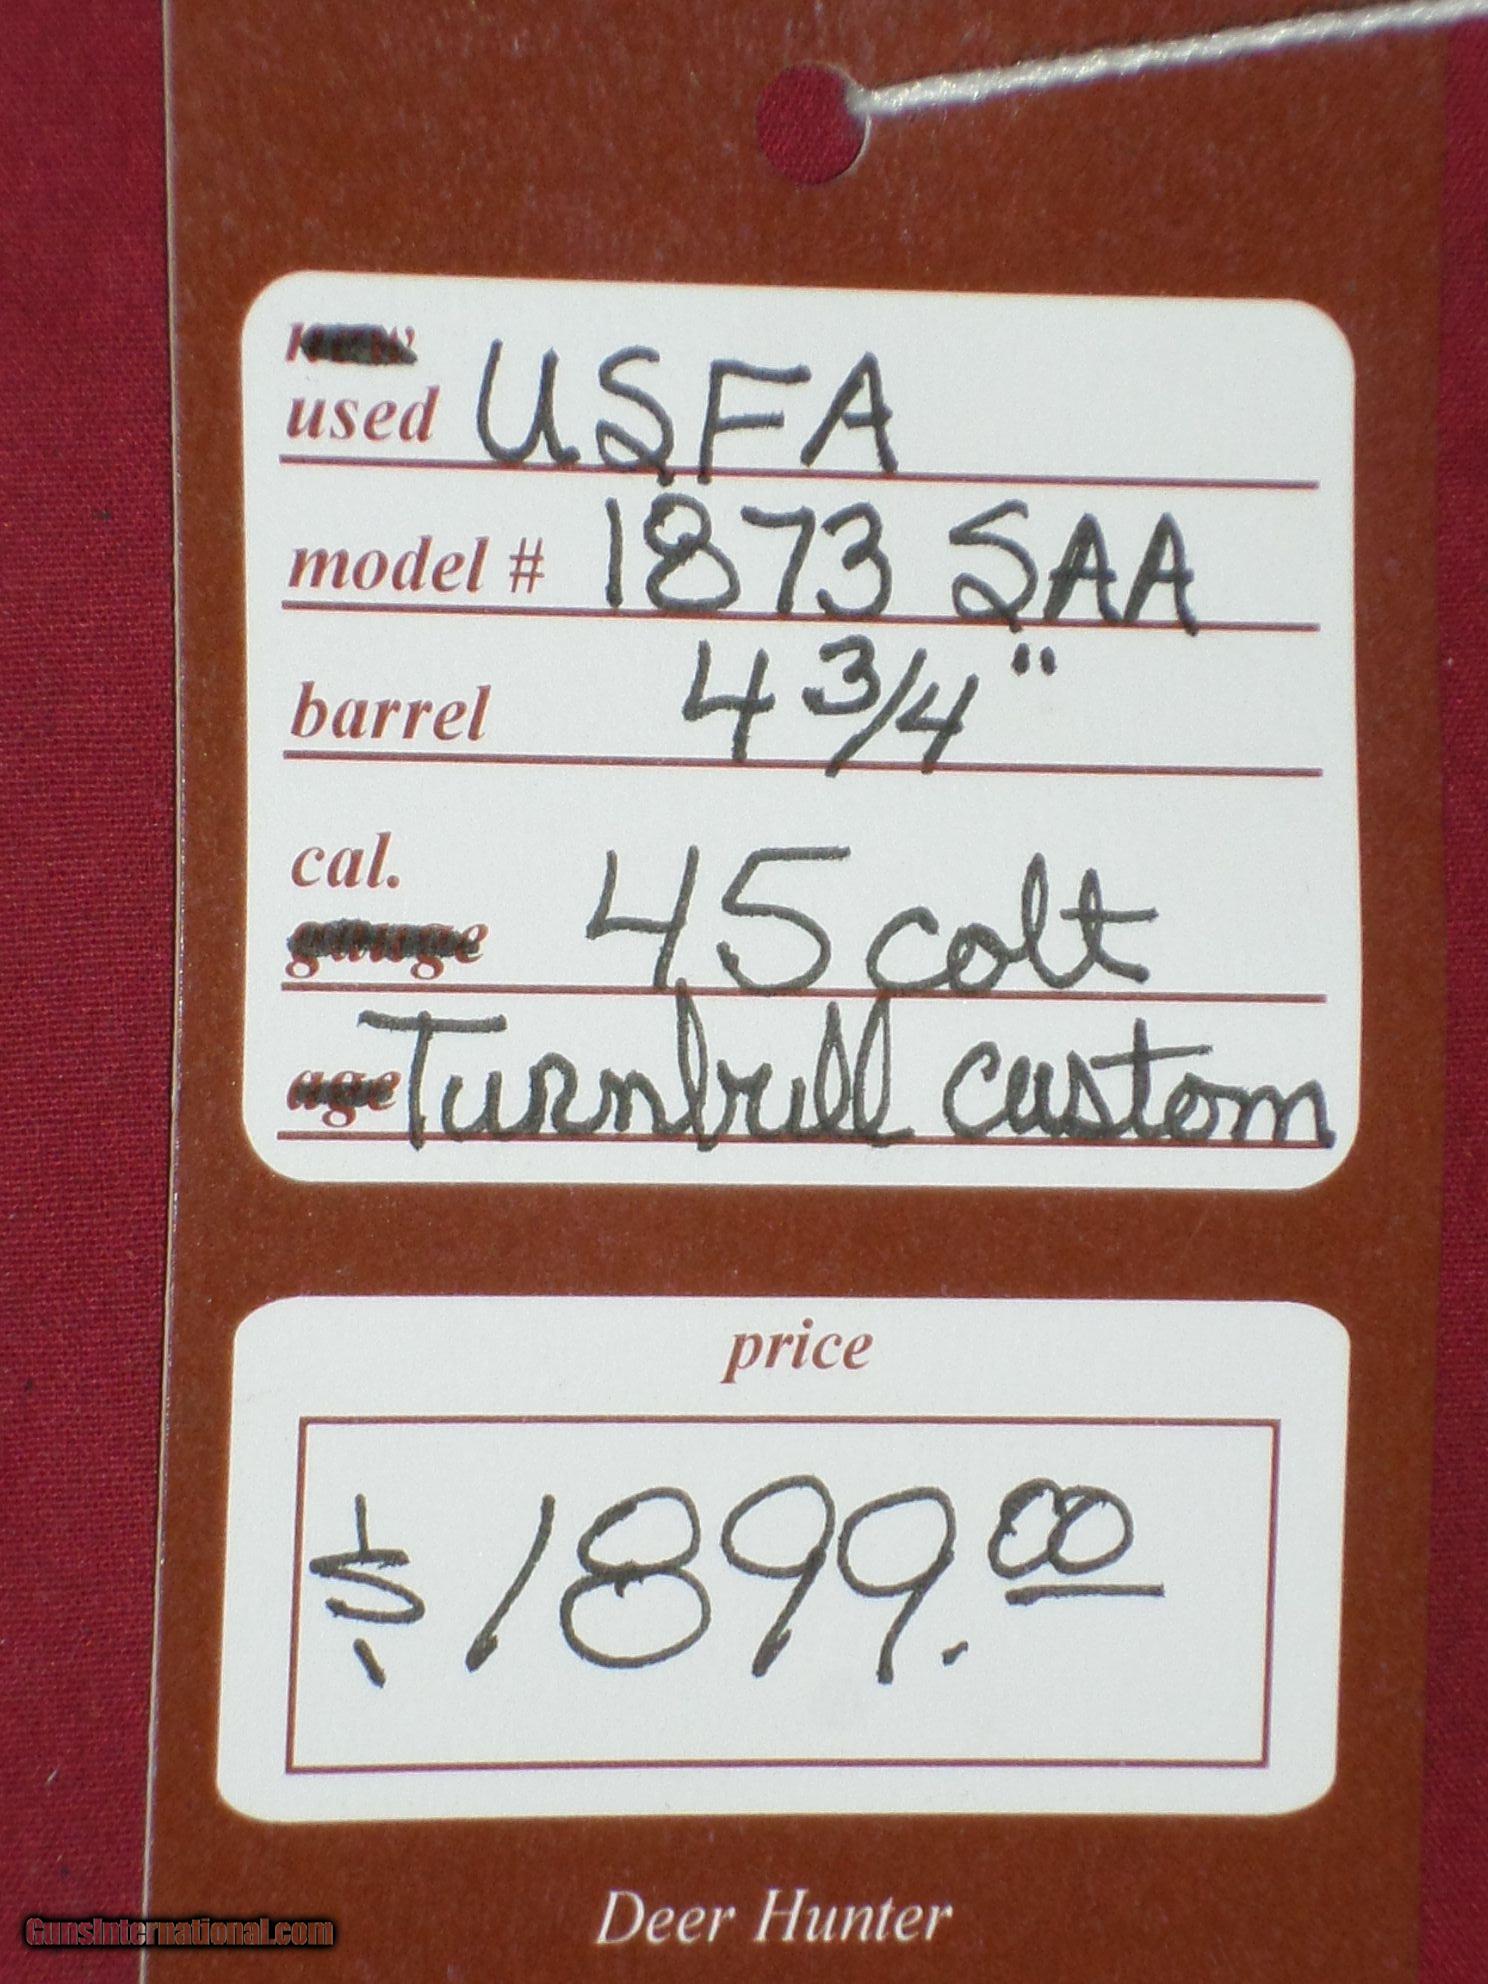 new
used USFA
model # 1873 SAA
barrel 4 3/4"
cal. 45 colt
gauge
age Turnbull custom
price
$1899.00
Deer Hunter
GunsInternational.com